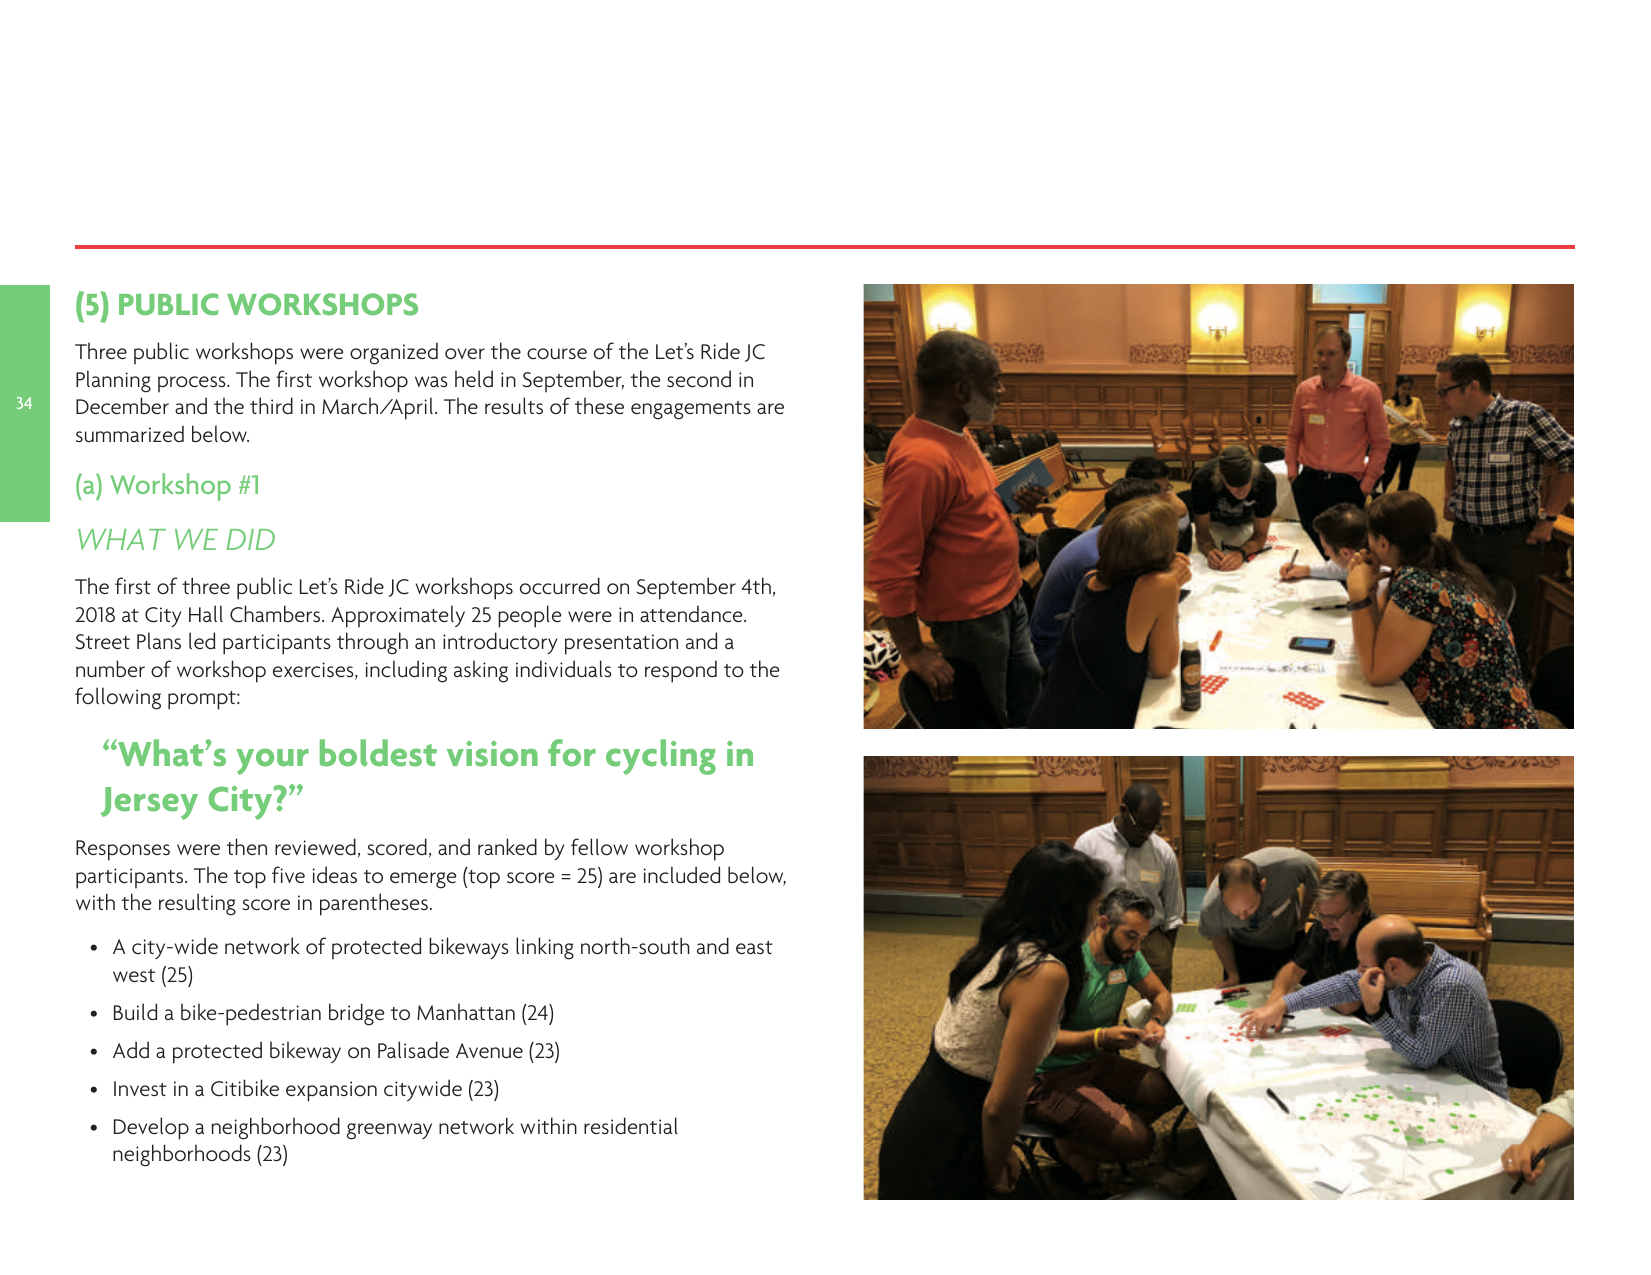 34
(5) PUBLIC WORKSHOPS
Three public workshops were organized over the course of the Let's Ride JC
Planning process. The first workshop was held in September, the second in
December and the third in March/April. The results of these engagements are
summarized below.
(a) Workshop #1
WHAT WE DID
The first of three public Let's Ride JC workshops occurred on September 4th,
2018 at City Hall Chambers. Approximately 25 people were in attendance.
Street Plans led participants through an introductory presentation and a
number of workshop exercises, including asking individuals to respond to the
following prompt:
“What's your boldest vision for cycling in
Jersey City?”
Responses were then reviewed, scored, and ranked by fellow workshop
participants. The top five ideas to emerge (top score = 25) are included below,
with the resulting score in parentheses.
• A city-wide network of protected bikeways linking north-south and east
west (25)
• Build a bike-pedestrian bridge to Manhattan (24)
• Add a protected bikeway on Palisade Avenue (23)
• Invest in a Citibike expansion citywide (23)
• Develop a neighborhood greenway network within residential
neighborhoods (23)